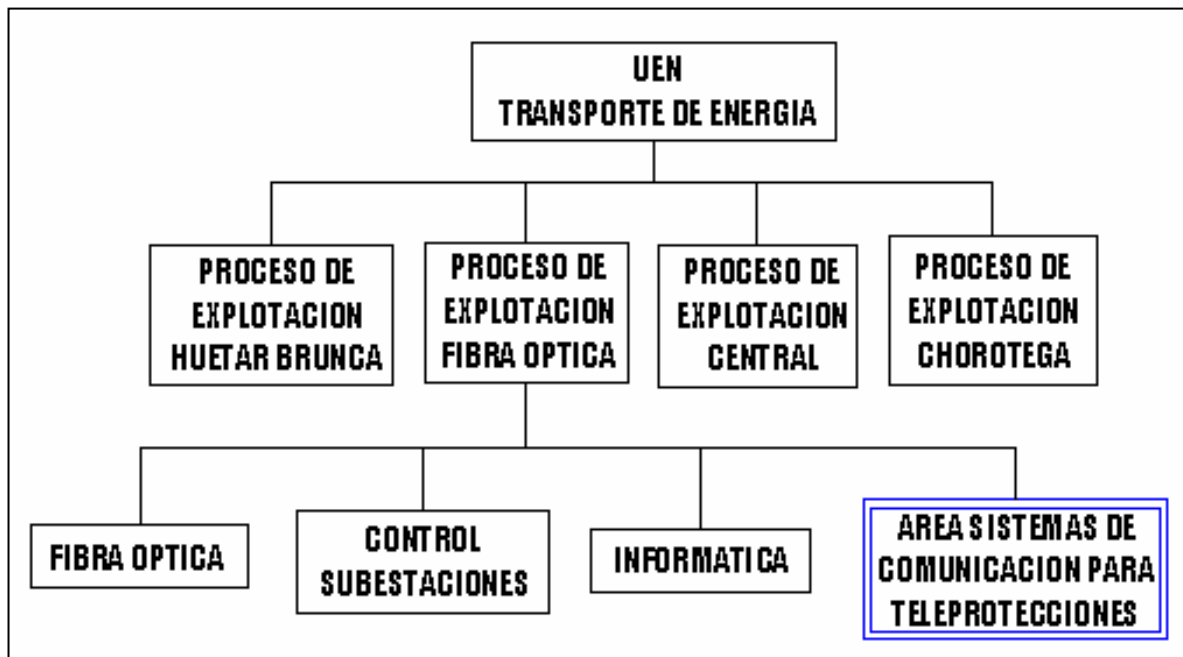 UEN
TRANSPORTE DE ENERGIA
PROCESO DE
EXPLOTACION
HUETAR BRUNCA
PROCESO DE
EXPLOTACION
FIBRA OPTICA
PROCESO DE
EXPLOTACION
CENTRAL
PROCESO DE
EXPLOTACION
CHOROTEGA
FIBRA OPTICA
CONTROL
SUBESTACIONES
INFORMATICA
AREA SISTEMAS DE
COMUNICACION PARA
TELEPROTECCIONES